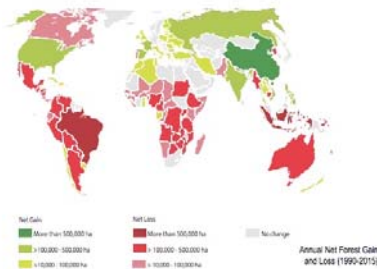 Net Gain
More than 500,000 ha
> 100,000 - 500,000 ha
> 10,000 - 100,000 ha
Net Loss
More than 500,000 ha
> 100,000 - 500,000 ha
> 10,000 - 100,000 ha
No change
Annual Net Forest Gain
and Loss (1990-2015)